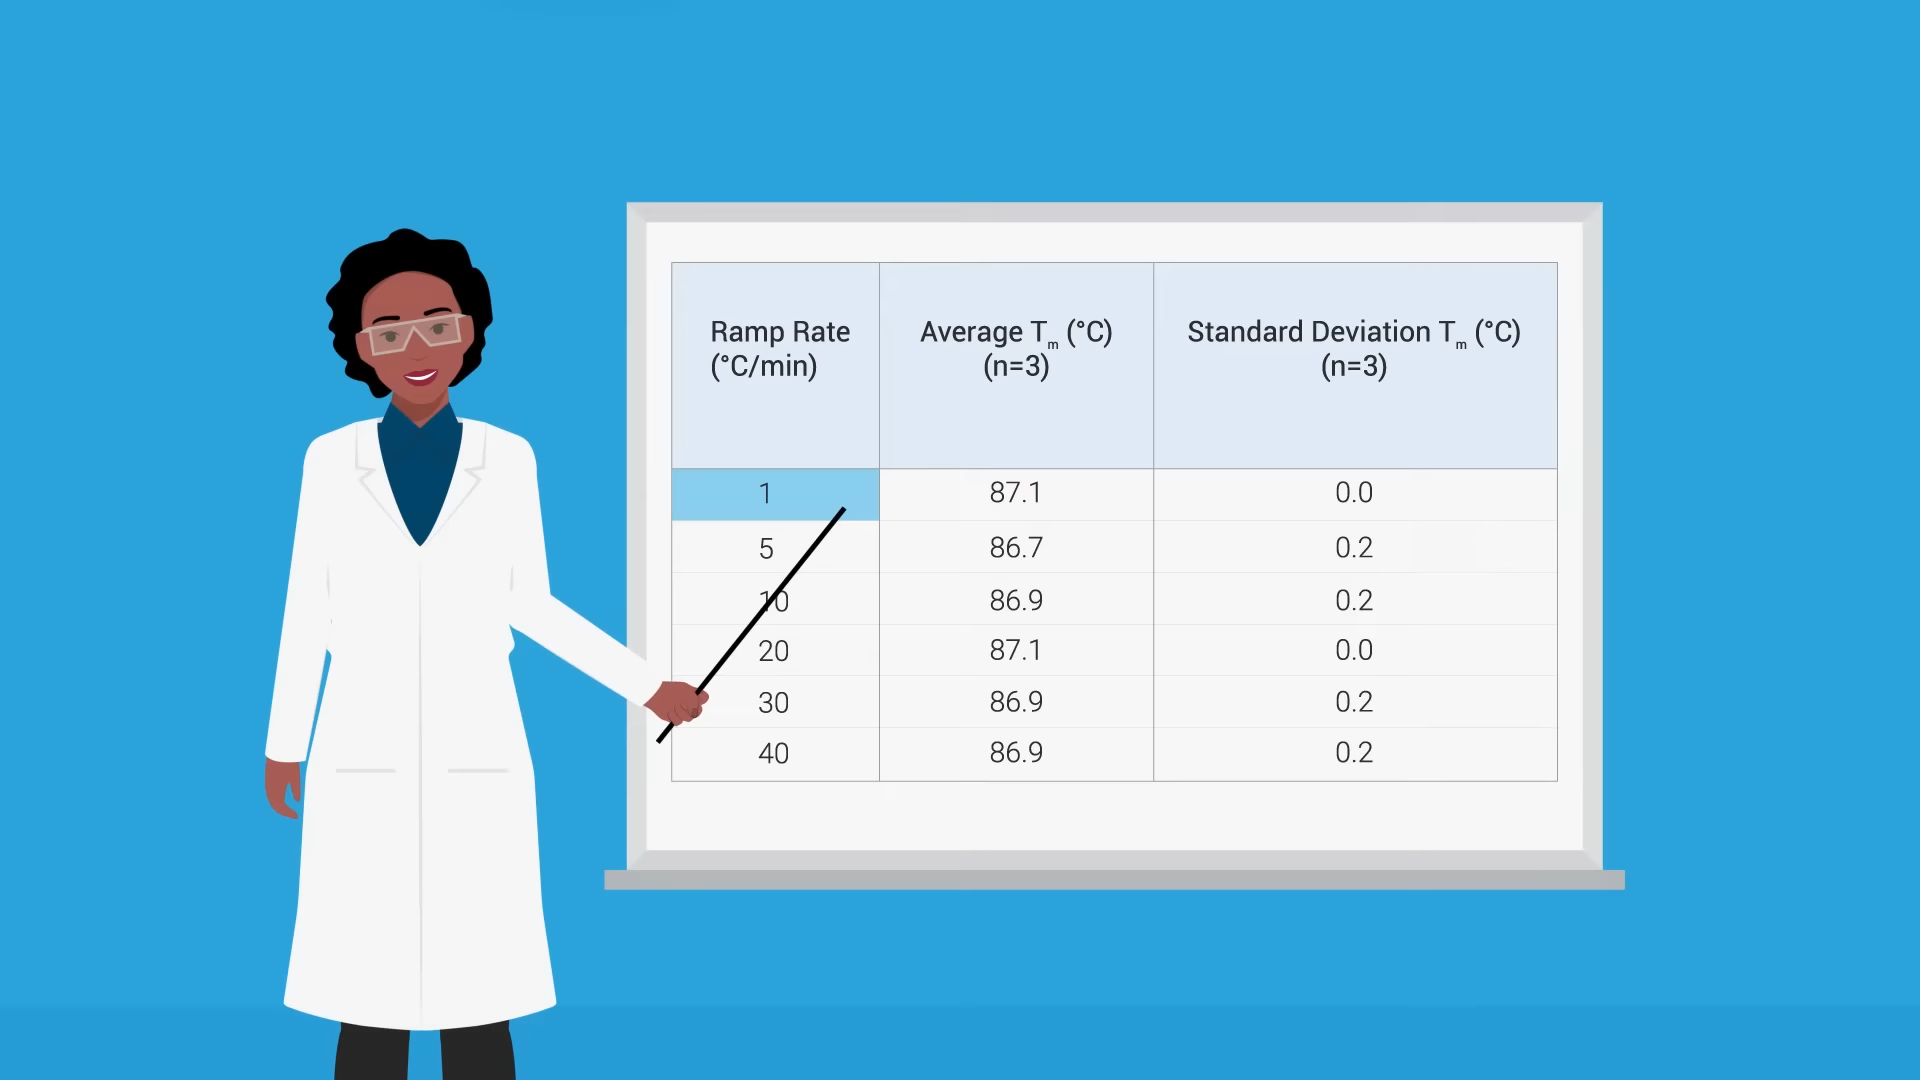 Ramp Rate
(°C/min)
Average Tm (°C)
(n=3)
Standard Deviation Tm (°C)
(n=3)
1 87.1 0.0
5 86.7 0.2
10 86.9 0.2
20 87.1 0.0
30 86.9 0.2
40 86.9 0.2